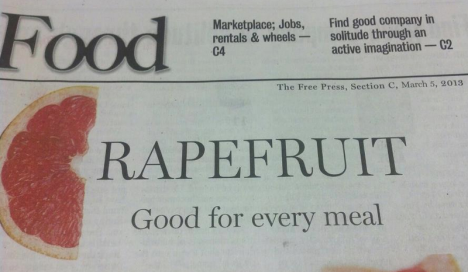 Food
Marketplace; Jobs,
rentals & wheels —
C4
Find good company in
solitude through an
active imagination — C2
The Free Press, Section C, March 5, 2013
RAPEFRUIT
Good for every meal